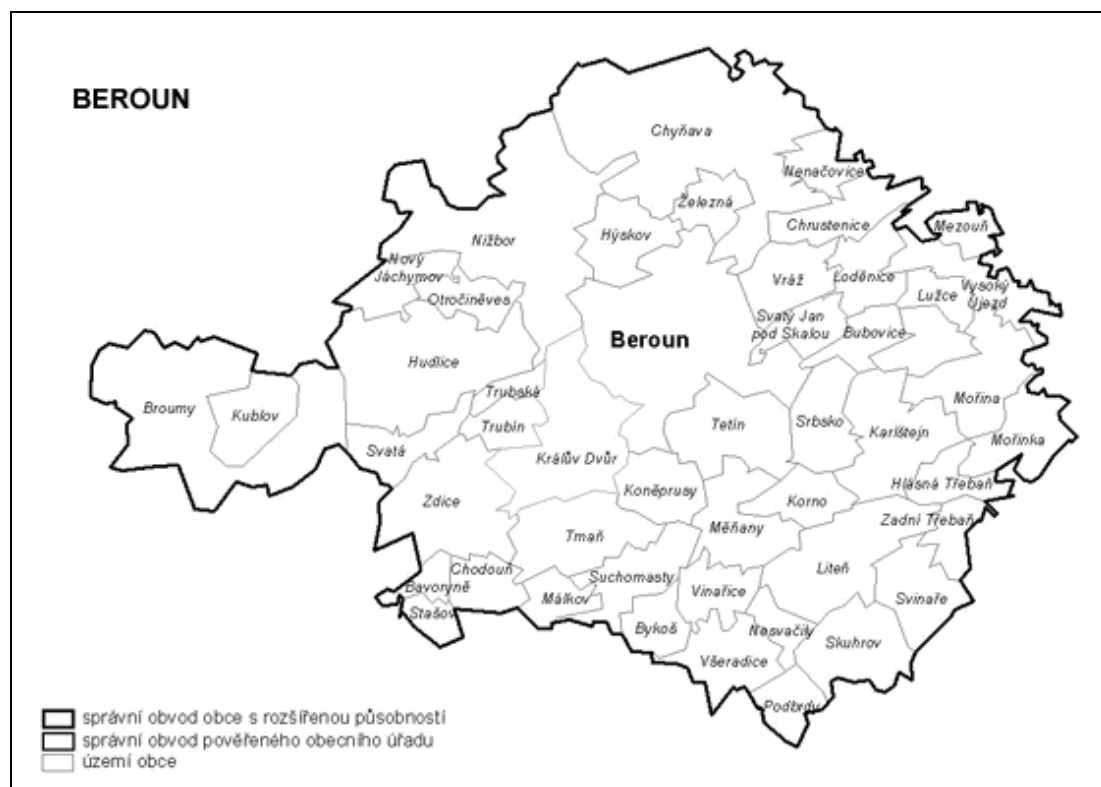 BEROUN
Chyňava
Nenačovice
Železná
Chrustenice
Mezouň
Hýskov
Nižbor
Nový
Jáchymov
Otročiněves
Vráž
Loděnice
Lužce
Vysoký
Újezd
Svatý Jan
pod Skalou
Bubovice
Beroun
Hudlice
Broumy
Kublov
Trubská
Trubín
Tetín
Srbsko
Karlštejn
Mořina
Mořinka
Svatá
Králův Dvůr
Koněprusy
Korno
Hlásná Třebaň
Zdice
Tmaň
Měňany
Zadní Třebaň
Chodouň
Bavoryně
Stašov
Málkov
Suchomasty
Vinařice
Liteň
Svinaře
Bykoš
Nesvačily
Skuhrov
Všeradice
Podbrdy
správní obvod obce s rozšířenou působností
správní obvod pověřeného obecního úřadu
území obce